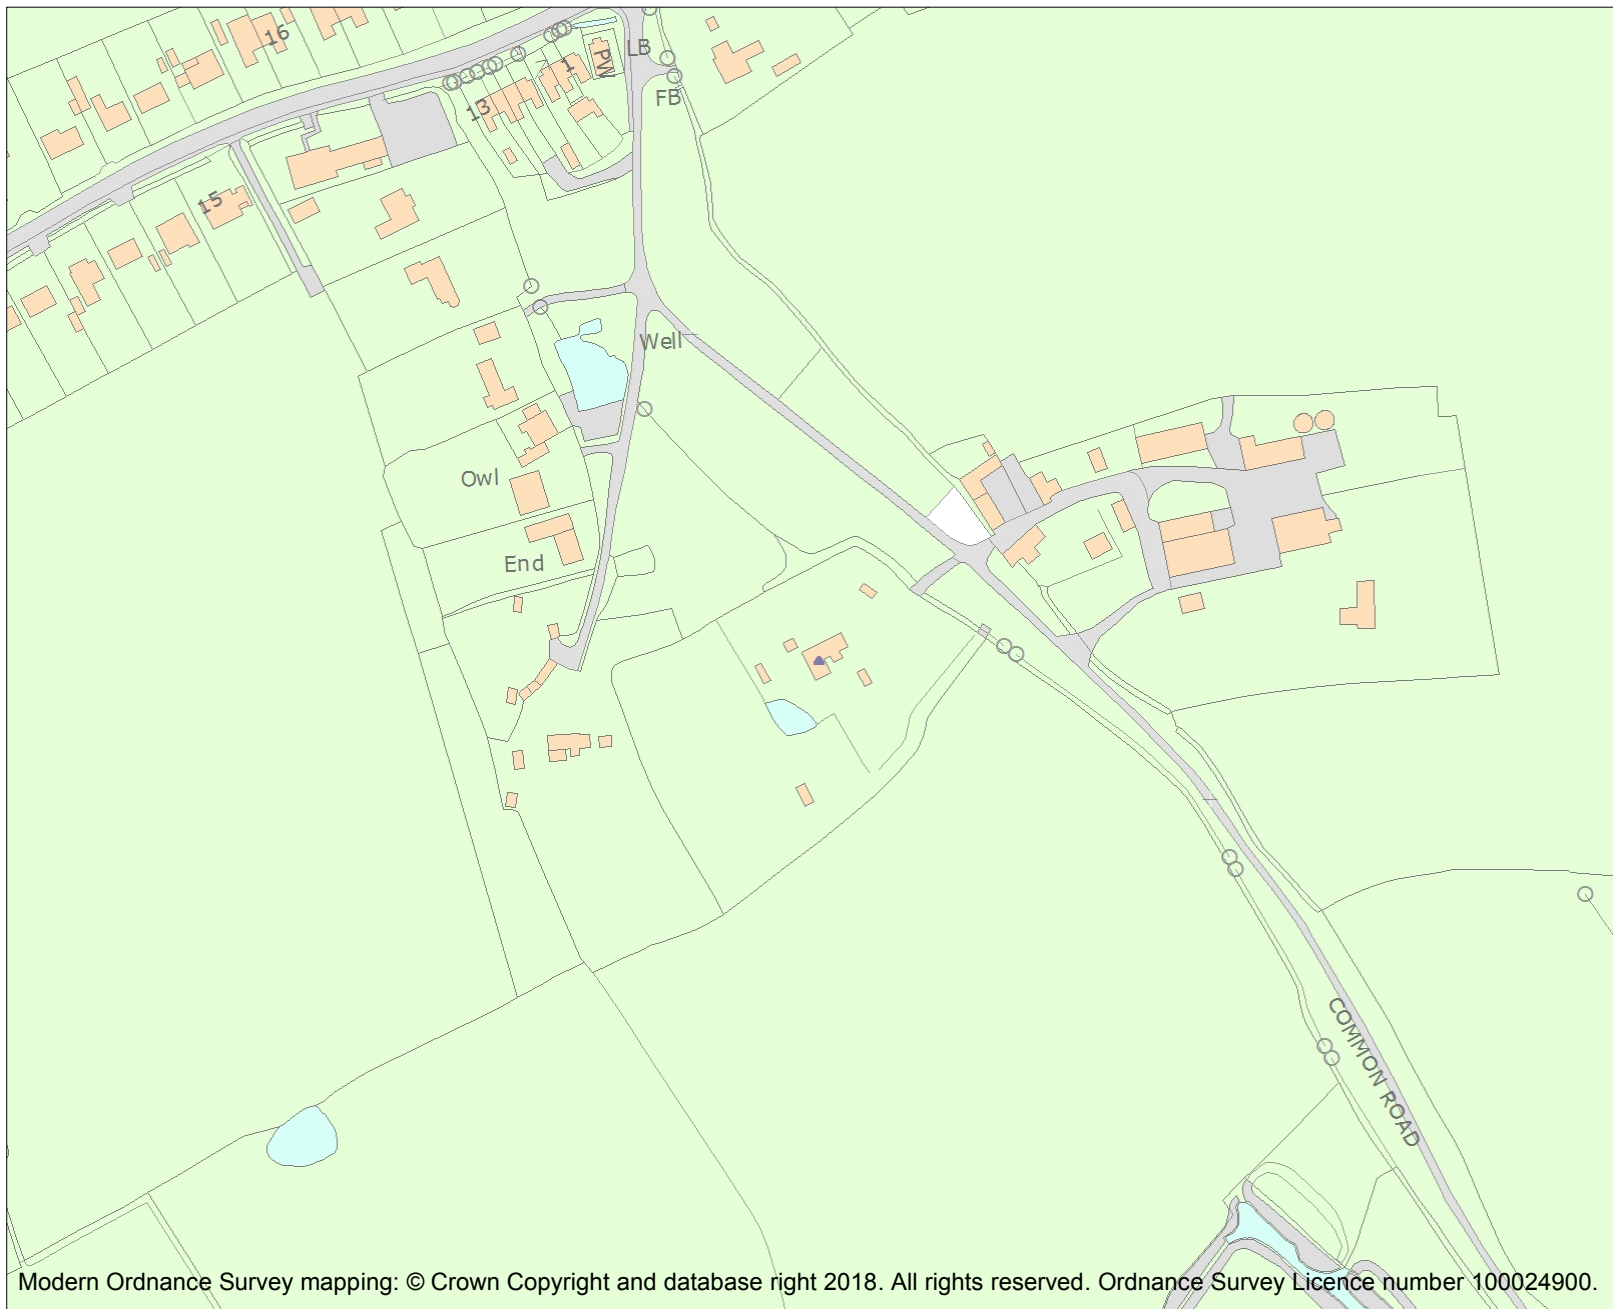 16
LB
PW
1
FB
13
15
Well
Owl
End
COMMON ROAD
Modern Ordnance Survey mapping: © Crown Copyright and database right 2018. All rights reserved. Ordnance Survey Licence number 100024900.